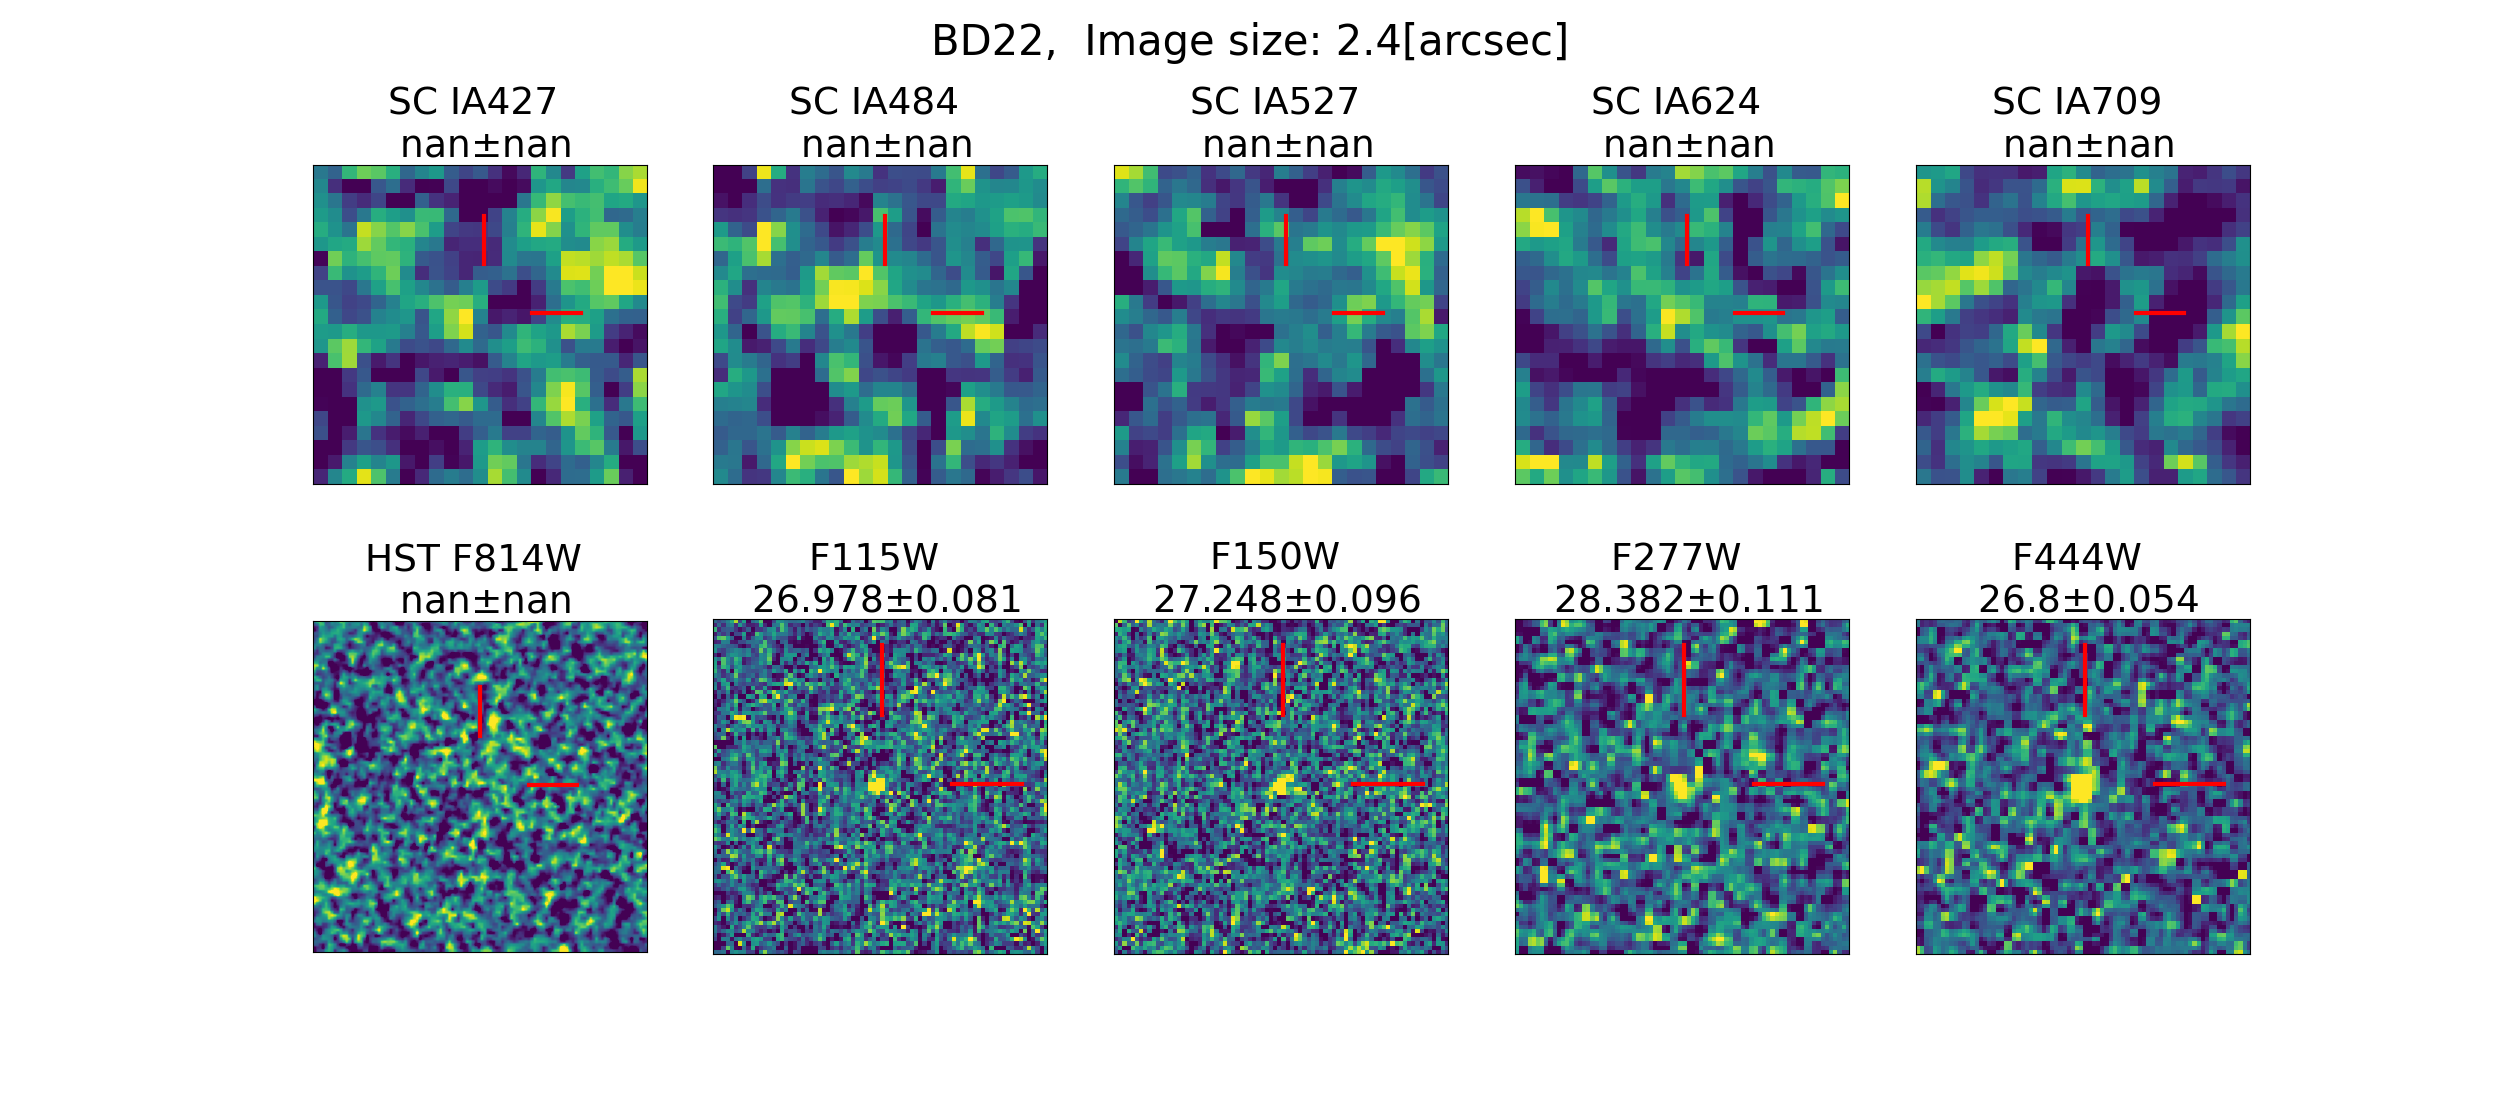 BD22,  Image size: 2.4[arcsec]
SC IA427
nan±nan
SC IA484
nan±nan
SC IA527
nan±nan
SC IA624
nan±nan
SC IA709
nan±nan
HST F814W
nan±nan
F115W
26.978±0.081
F150W
27.248±0.096
F277W
28.382±0.111
F444W
26.8±0.054